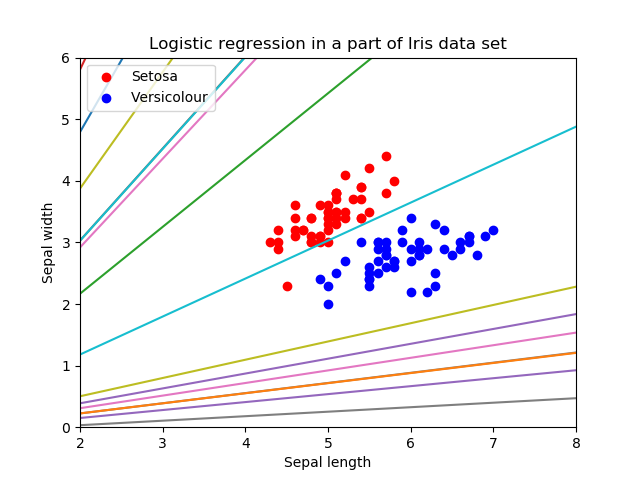 Logistic regression in a part of Iris data set
6
5
4
3
2
1
0
Sepal width
Setosa
Versicolour
2 3 4 5 6 7 8
Sepal length